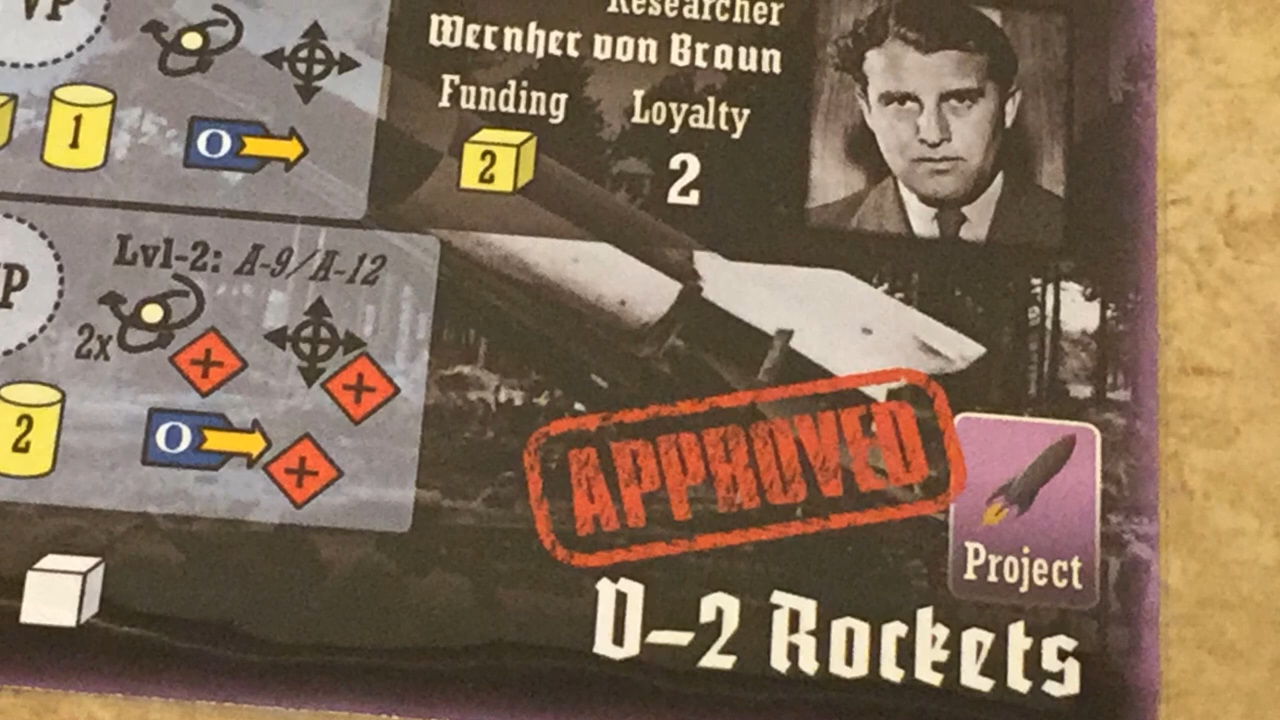 VP
Researcher
Wernher von Braun
Funding Loyalty
1
O
2
2
P
Lvl-2: A-9/A-12
2x
2
O
APPROVED
Project
V-2 Rockets